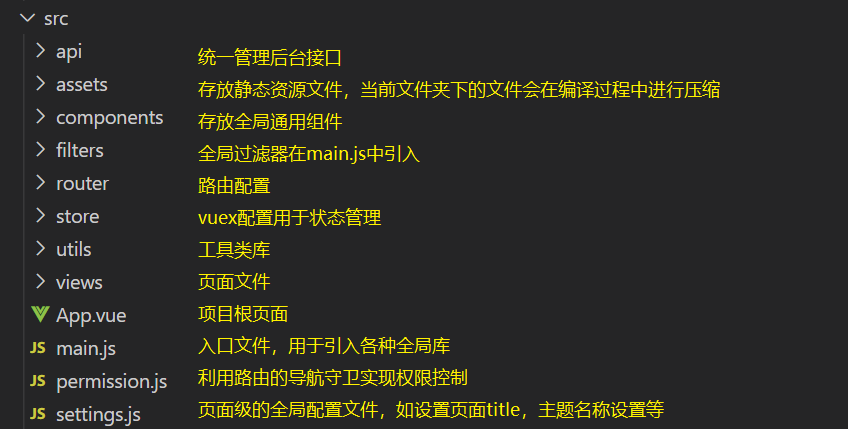 src
api 统一管理后台接口
assets 存放静态资源文件，当前文件夹下的文件会在编译过程中进行压缩
components 存放全局通用组件
filters 全局过滤器在main.js中引入
router 路由配置
store vuex配置用于状态管理
utils 工具类库
views 页面文件
App.vue 项目根页面
JS main.js 入口文件，用于引入各种全局库
JS permission.js 利用路由的导航守卫实现权限控制
JS settings.js 页面级的全局配置文件，如设置页面title，主题名称设置等